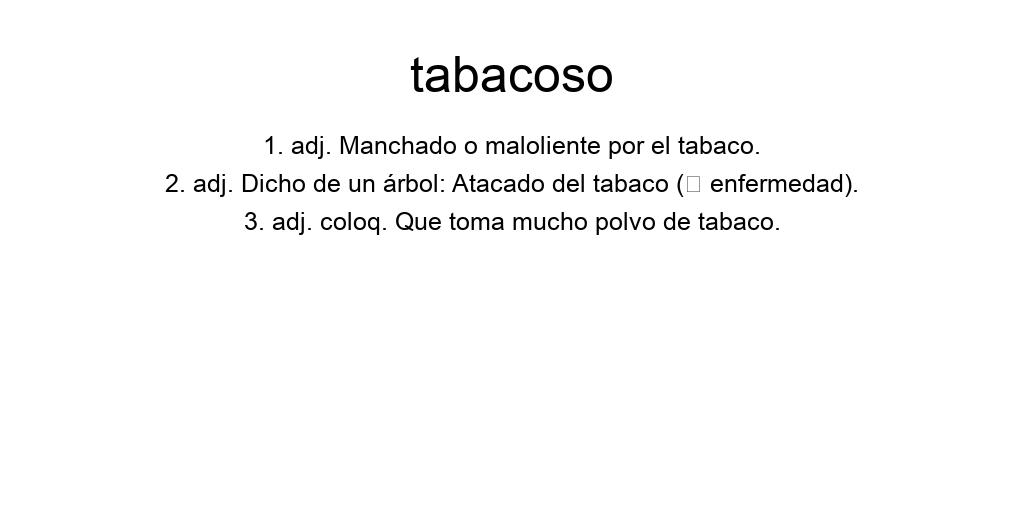 tabacoso
1. adj. Manchado o maloliente por el tabaco.
2. adj. Dicho de un árbol: Atacado del tabaco (□ enfermedad).
3. adj. coloq. Que toma mucho polvo de tabaco.